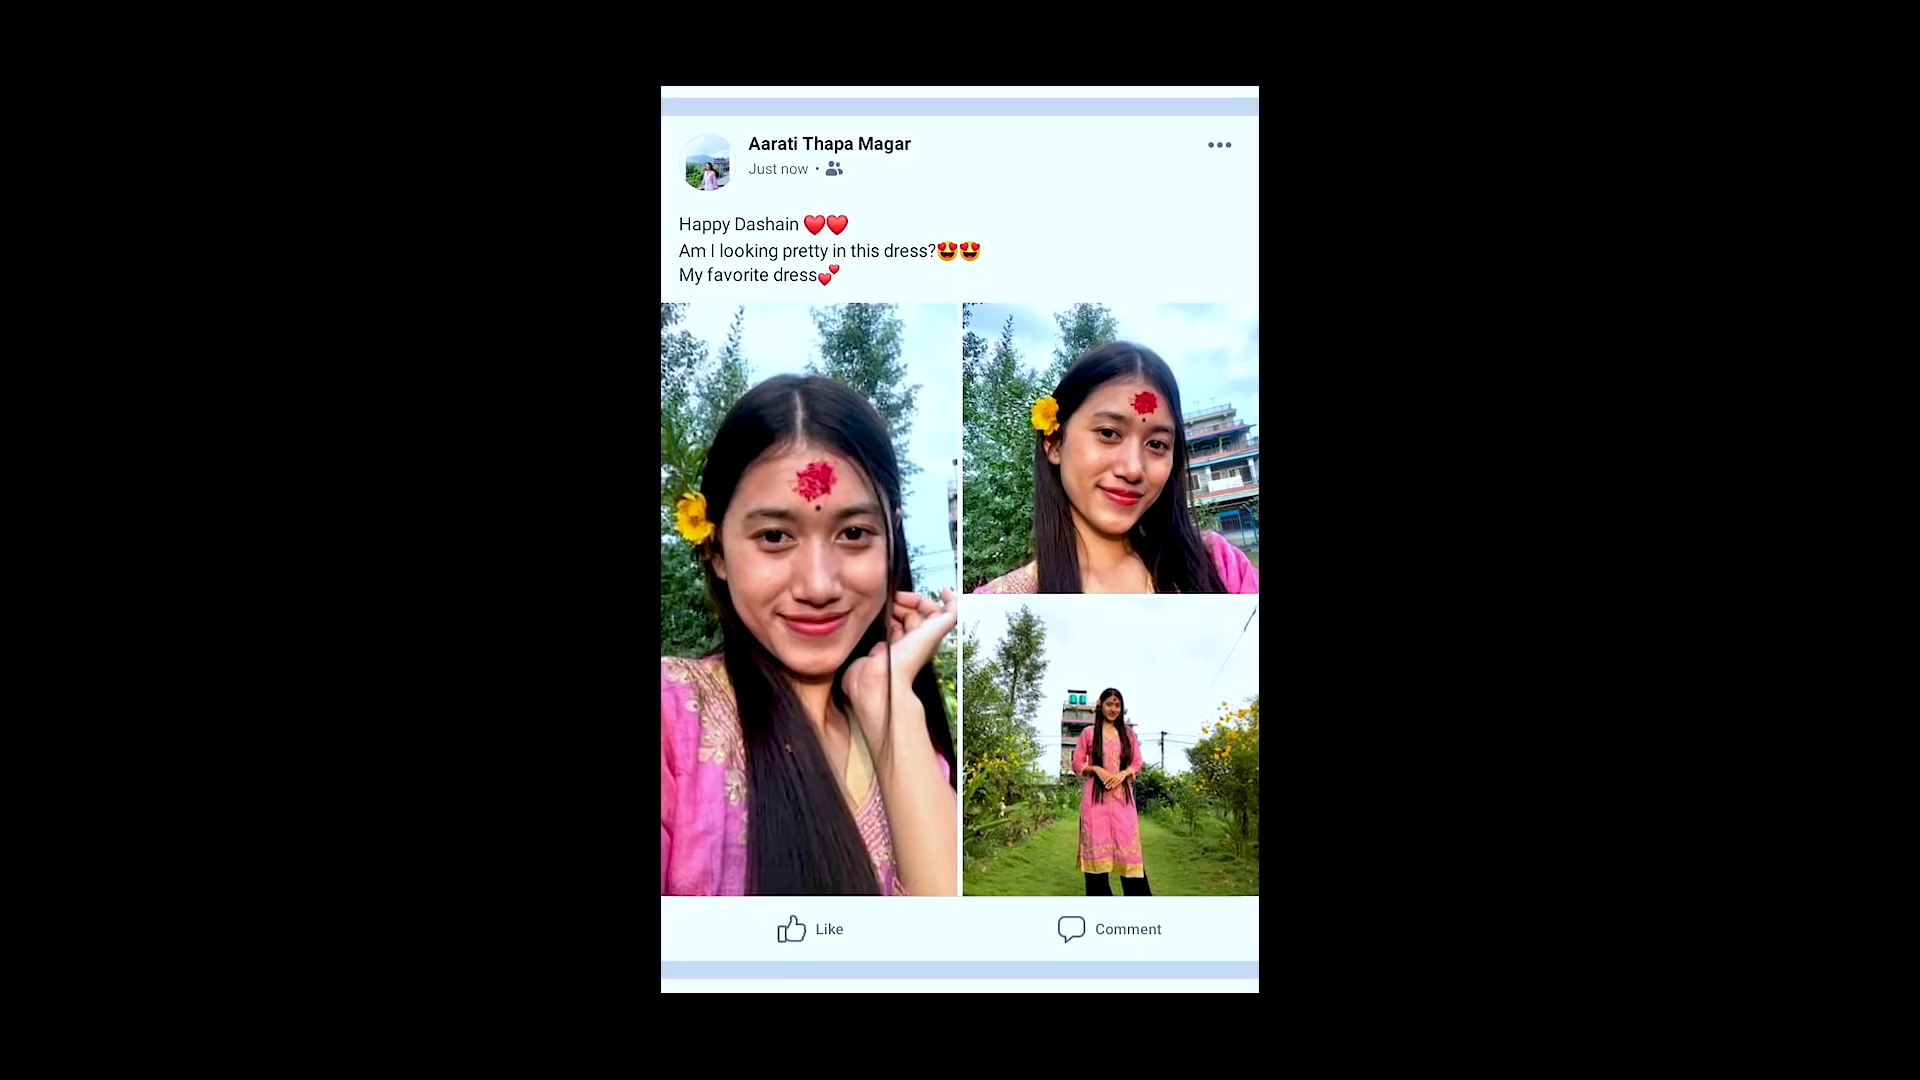 Aarati Thapa Magar
Just now ·
Happy Dashain ❤️❤️
Am I looking pretty in this dress?😍😍
My favorite dress💕
Like
Comment